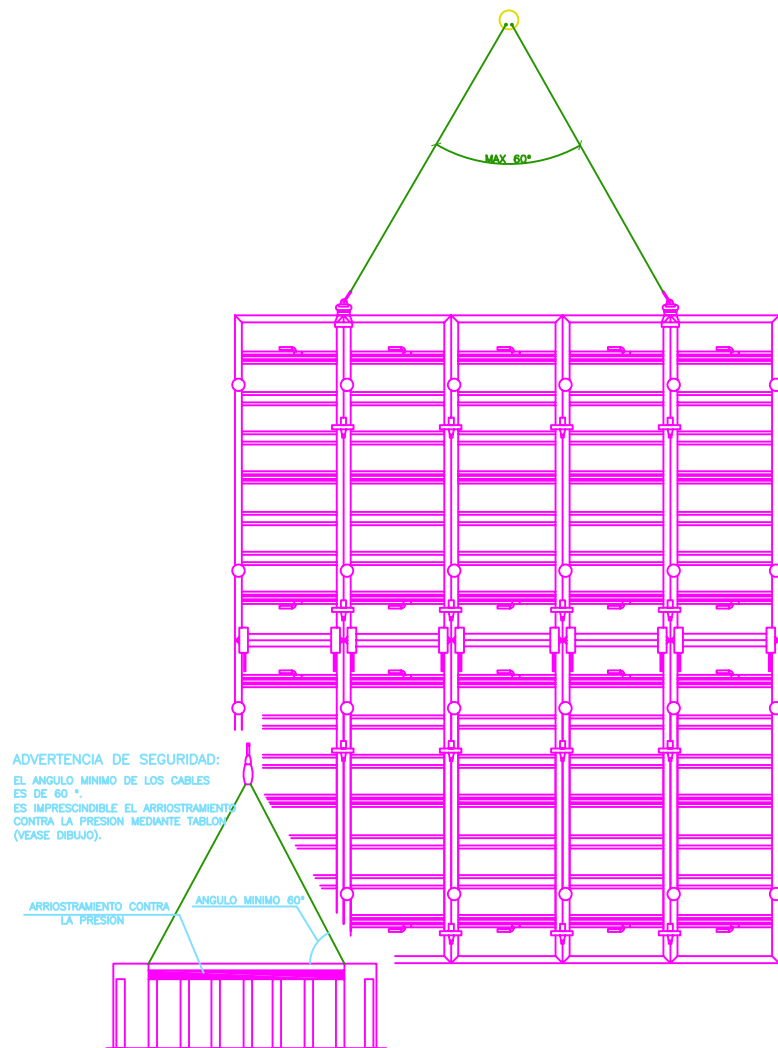 MAX 60°
ADVERTENCIA DE SEGURIDAD:
EL ANGULO MINIMO DE LOS CABLES
ES DE 60 °.
ES IMPRESCINDIBLE EL ARRIOSTRAMIENTO
CONTRA LA PRESION MEDIANTE TABLON
(VEASE DIBUJO).
ARRIOSTRAMIENTO CONTRA
LA PRESION
ANGULO MINIMO 60°